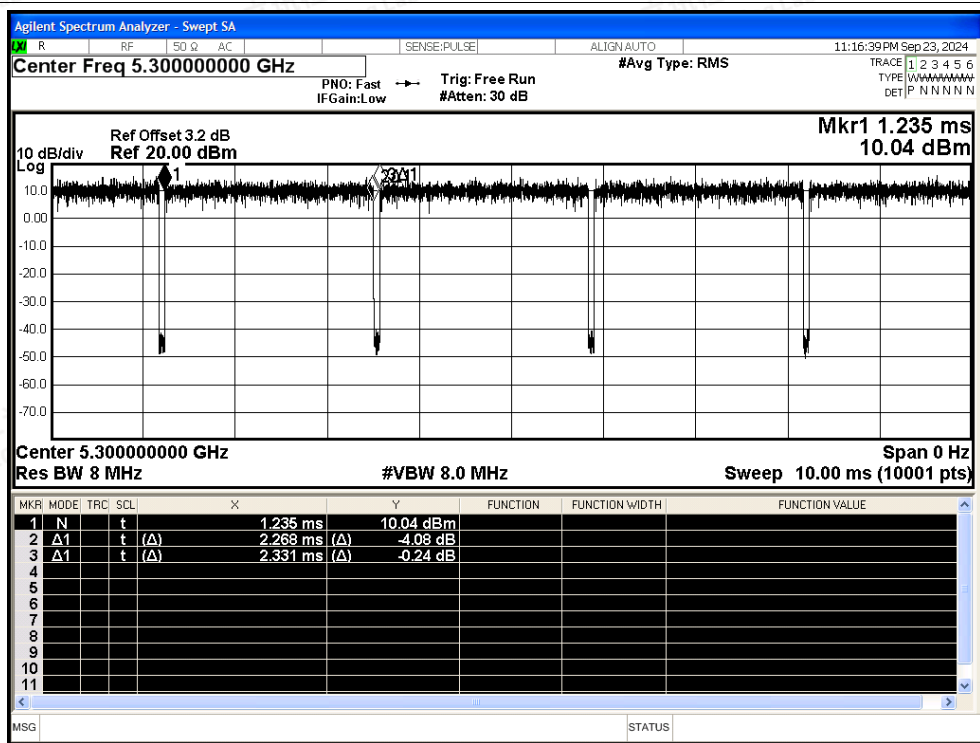 Agilent Spectrum Analyzer - Swept SA
LXI R RF 50 Ω AC SENSE:PULSE ALIGN AUTO 11:16:39 PM Sep 23, 2024
Center Freq 5.300000000 GHz #Avg Type: RMS TRACE 1 2 3 4 5 6
PNO: Fast Trig: Free Run TYPE WWWWWW
IFGain:Low #Atten: 30 dB DET P N N N N N
Mkr1 1.235 ms
Ref Offset 3.2 dB
10 dB/div Ref 20.00 dBm 10.04 dBm
Log
1 2 3Δ1
10.0
0.00
-10.0
-20.0
-30.0
-40.0
-50.0
-60.0
-70.0
Center 5.300000000 GHz Span 0 Hz
Res BW 8 MHz #VBW 8.0 MHz Sweep 10.00 ms (10001 pts)
MKR MODE TRC SCL X Y FUNCTION FUNCTION WIDTH FUNCTION VALUE
1 N t 1.235 ms 10.04 dBm
2 Δ1 t (Δ) 2.268 ms (Δ) -4.08 dB
3 Δ1 t (Δ) 2.331 ms (Δ) -0.24 dB
4
5
6
7
8
9
10
11
MSG STATUS